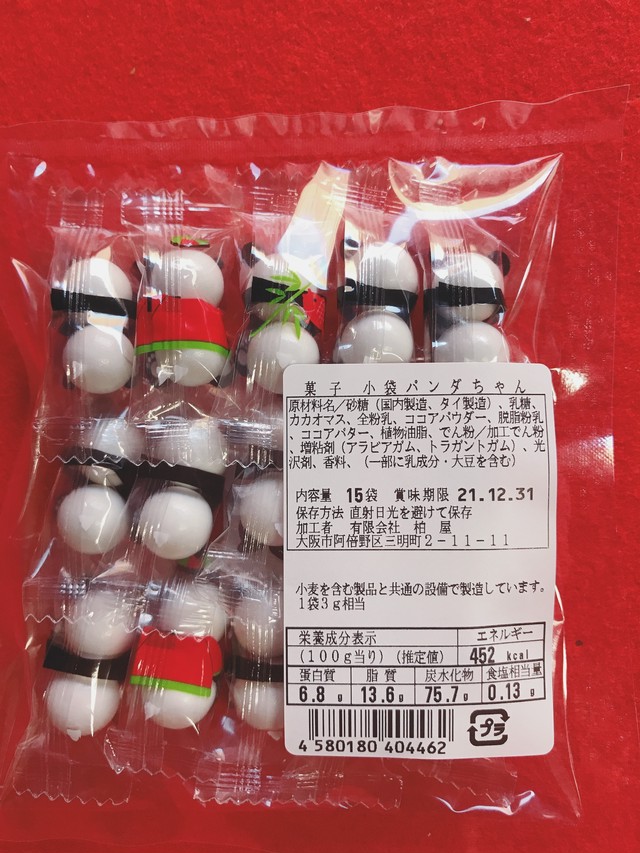 菓子 小袋パンダちゃん
原材料名／砂糖（国内製造、タイ製造）、乳糖、
カカオマス、全粉乳、ココアパウダー、脱脂粉乳
、ココアバター、植物油脂、でん粉／加工でん粉
、増粘剤（アラビアガム、トラガントガム）、光
沢剤、香料、（一部に乳成分・大豆を含む）
内容量 15袋 賞味期限 21.12.31
保存方法 直射日光を避けて保存
加工者 有限会社 柏屋
大阪市阿倍野区三明町２－１１－１１
小麦を含む製品と共通の設備で製造しています。
１袋３ｇ相当
栄養成分表示 エネルギー
（１００ｇ当り）（推定値） 452 kcal
蛋白質 脂質 炭水化物 食塩相当量
6.8 g 13.6 g 75.7 g 0.13 g
4 580180 404462
プラ